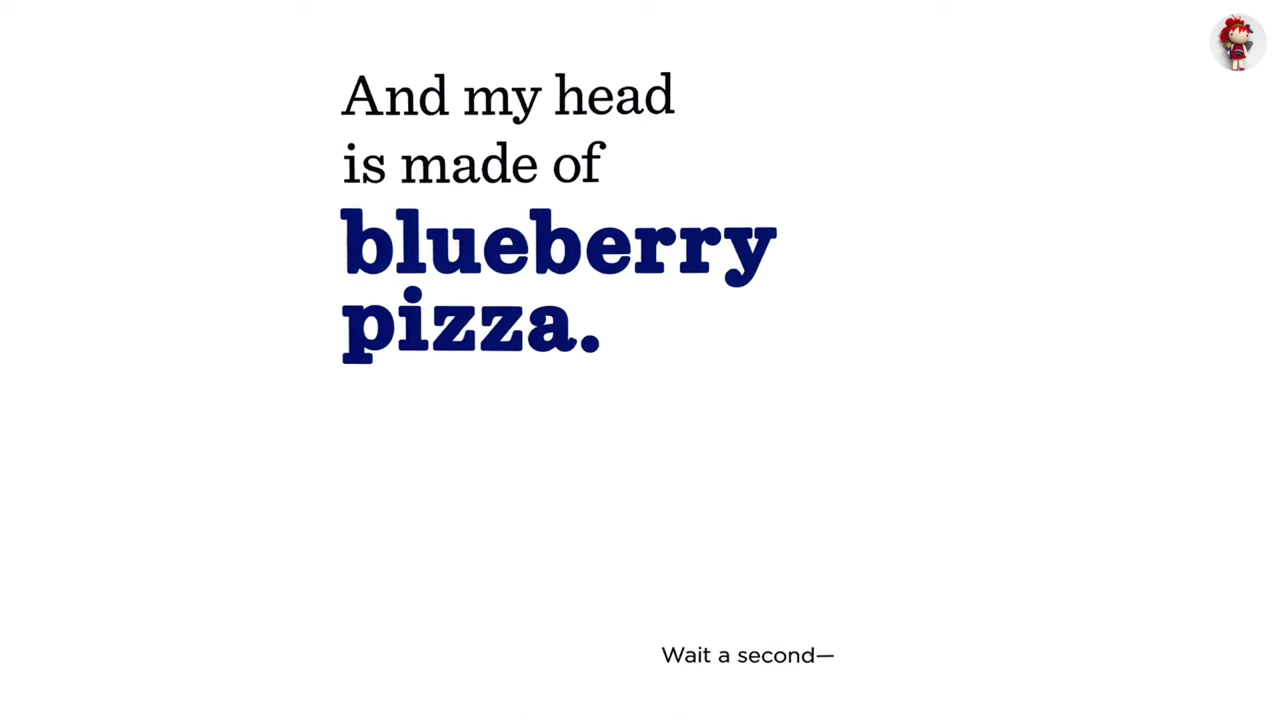 And my head
is made of
blueberry
pizza.
Wait a second—